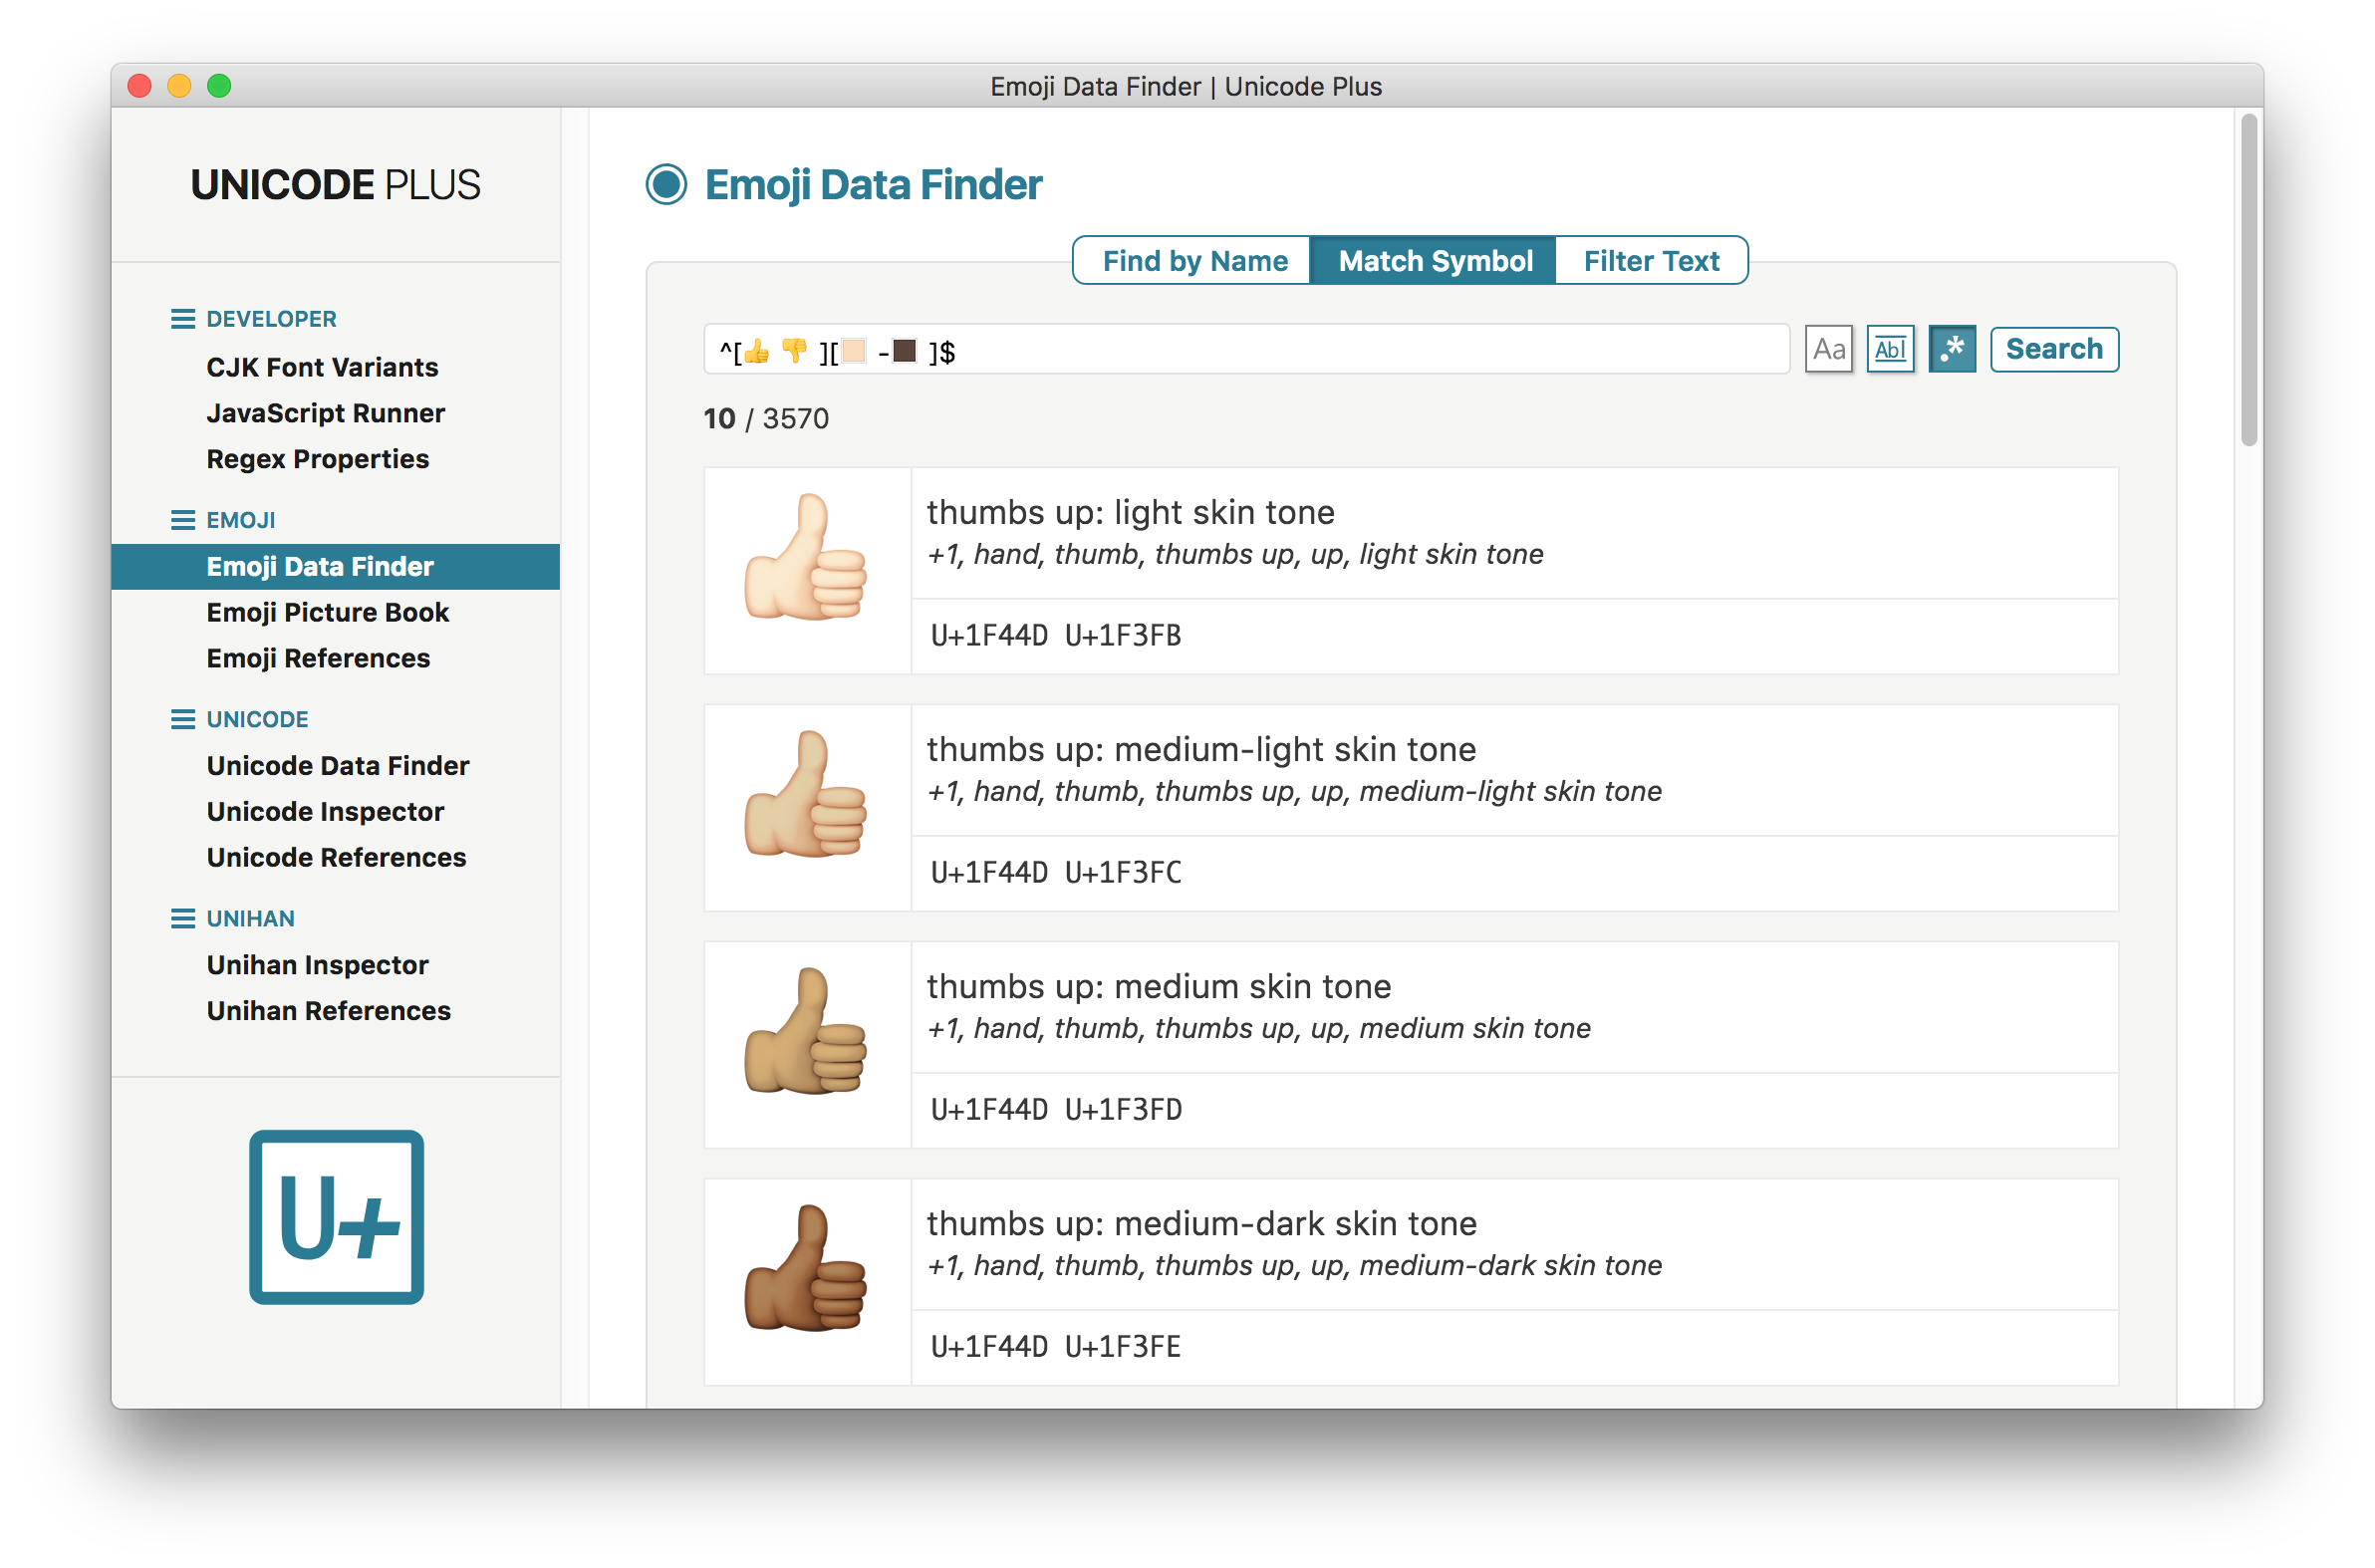 Emoji Data Finder | Unicode Plus
UNICODE PLUS
DEVELOPER
CJK Font Variants
JavaScript Runner
Regex Properties
EMOJI
Emoji Data Finder
Emoji Picture Book
Emoji References
UNICODE
Unicode Data Finder
Unicode Inspector
Unicode References
UNIHAN
Unihan Inspector
Unihan References
U+
Emoji Data Finder
Find by Name Match Symbol Filter Text
^[👍👎][🏻-🏿]$ Aa Abl .* Search
10 / 3570
thumbs up: light skin tone
+1, hand, thumb, thumbs up, up, light skin tone
U+1F44D U+1F3FB
thumbs up: medium-light skin tone
+1, hand, thumb, thumbs up, up, medium-light skin tone
U+1F44D U+1F3FC
thumbs up: medium skin tone
+1, hand, thumb, thumbs up, up, medium skin tone
U+1F44D U+1F3FD
thumbs up: medium-dark skin tone
+1, hand, thumb, thumbs up, up, medium-dark skin tone
U+1F44D U+1F3FE